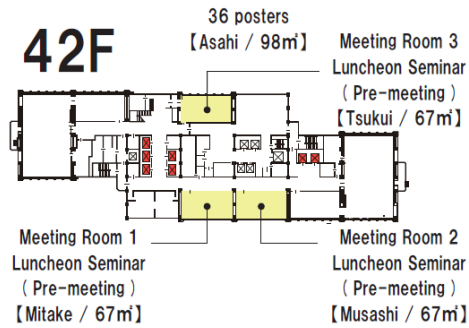 42F
36 posters
【Asahi / 98㎡】
Meeting Room 3
Luncheon Seminar
( Pre-meeting )
【Tsukui / 67㎡】
Meeting Room 1
Luncheon Seminar
( Pre-meeting )
【Mitake / 67㎡】
Meeting Room 2
Luncheon Seminar
( Pre-meeting )
【Musashi / 67㎡】